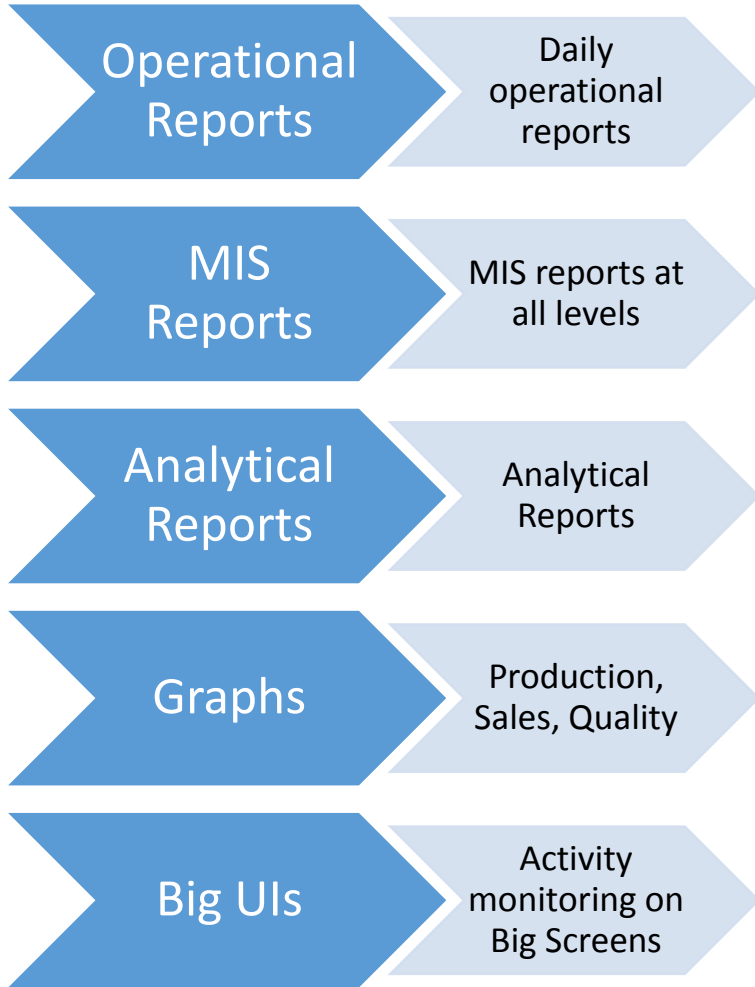 Operational
Reports
Daily
operational
reports
MIS
Reports
MIS reports at
all levels
Analytical
Reports
Analytical
Reports
Graphs
Production,
Sales, Quality
Big UIs
Activity
monitoring on
Big Screens